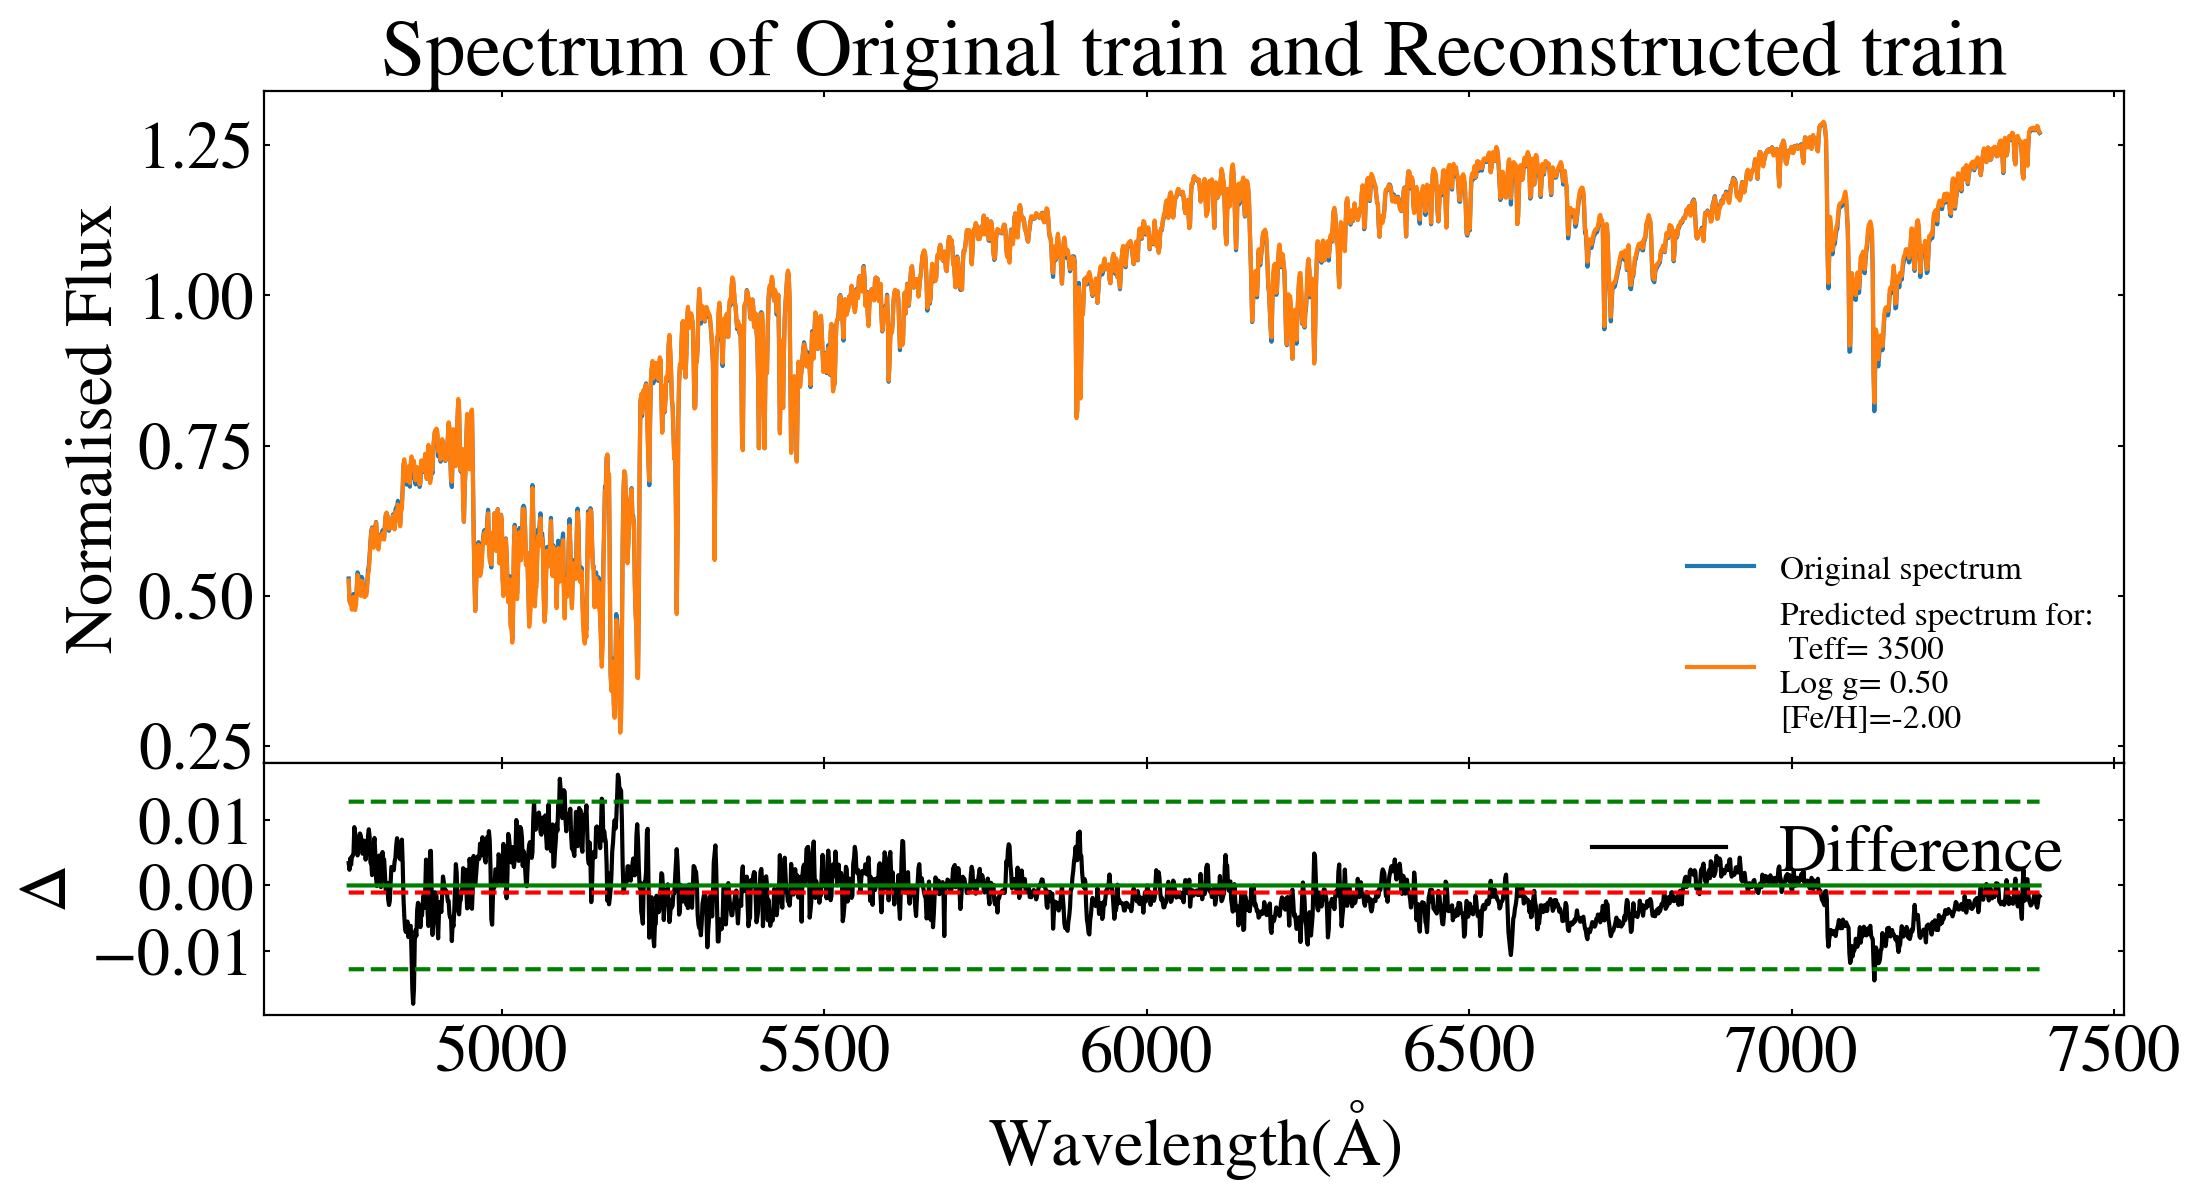 Spectrum of Original train and Reconstructed train
Normalised Flux
1.25
1.00
0.75
0.50
0.25
Original spectrum
Predicted spectrum for:
Teff= 3500
Log g= 0.50
[Fe/H]=-2.00
Δ
0.01
0.00
−0.01
Difference
5000 5500 6000 6500 7000 7500
Wavelength(Å)